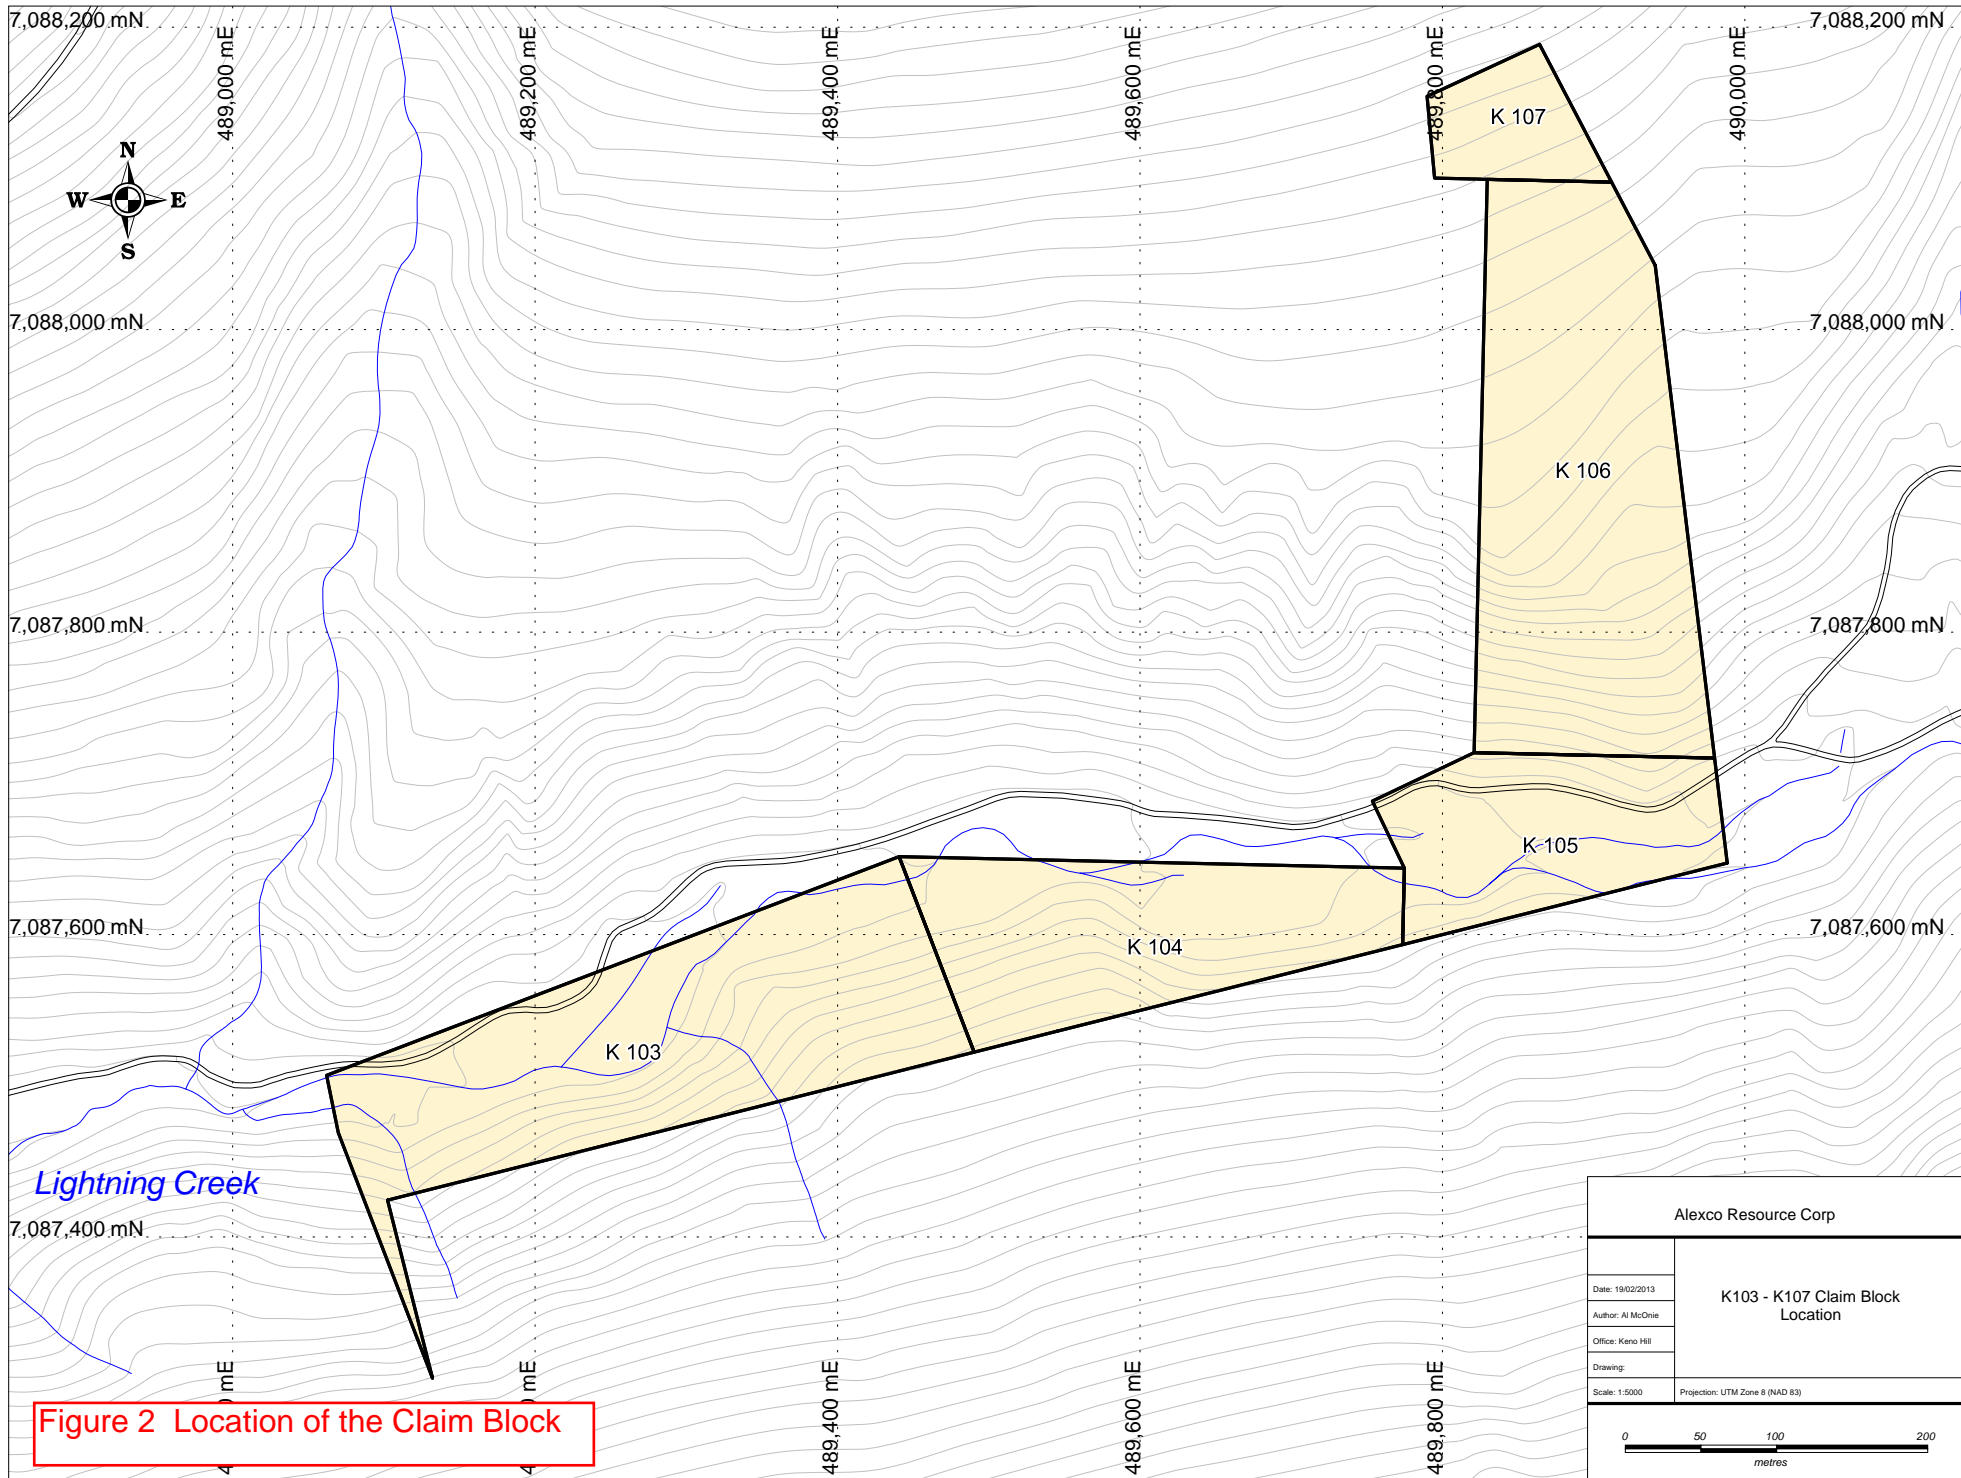 7,088,200 mN
7,088,200 mN
489,000 mE
489,200 mE
489,400 mE
489,600 mE
489,800 mE
490,000 mE
K 107
N
W E
S
7,088,000 mN
7,088,000 mN
K 106
7,087,800 mN
7,087,800 mN
K 105
7,087,600 mN
K 104
7,087,600 mN
K 103
Lightning Creek
7,087,400 mN
Alexco Resource Corp
K103 - K107 Claim Block
Location
Date: 19/02/2013
Author: Al McOnie
Office: Keno Hill
Drawing:
Scale: 1:5000
Projection: UTM Zone 8 (NAD 83)
0 50 100 200
metres
mE
mE
489,400 mE
489,600 mE
489,800 mE
Figure 2 Location of the Claim Block